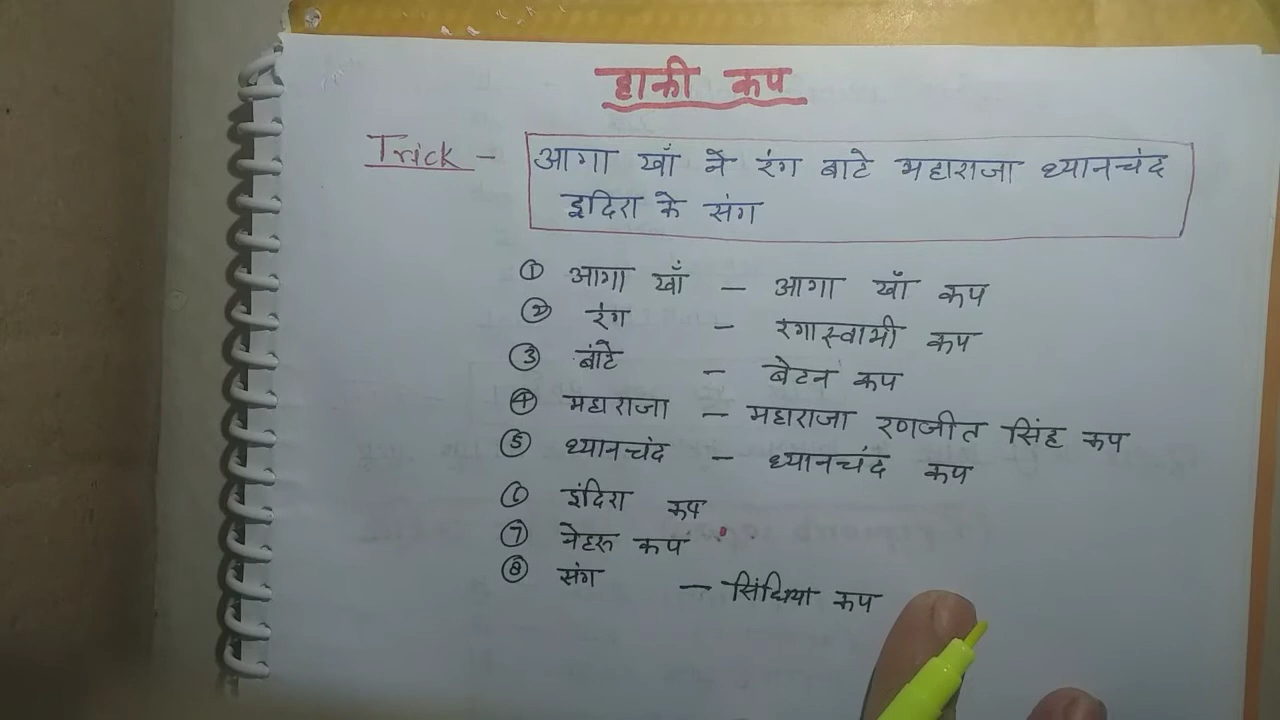 हाकी कप
Trick - आगा खाँ ने रंग बाटे महाराजा ध्यानचंद
इदिरा के संग
① आगा खाँ - आगा खाँ कप
② रंग - रंगास्वामी कप
③ बांटे - बेटन कप
④ महाराजा - महाराजा रणजीत सिंह कप
⑤ ध्यानचंद - ध्यानचंद कप
⑥ इंदिरा कप
⑦ नेहरू कप
⑧ संग - सिंधिया कप